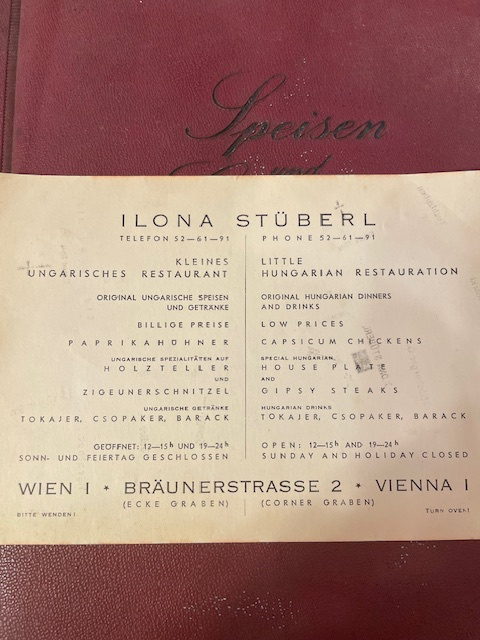 Speisen
und
ILONA STÜBERL
TELEFON 52—61—91
KLEINES
UNGARISCHES RESTAURANT
ORIGINAL UNGARISCHE SPEISEN
UND GETRÄNKE
BILLIGE PREISE
PAPRIKAHÜHNER
UNGARISCHE SPEZIALITÄTEN AUF
HOLZTELLER
UND
ZIGEUNERSCHNITZEL
UNGARISCHE GETRÄNKE
TOKAJER, CSOPAKER, BARACK
GEÖFFNET: 12—15h UND 19—24h
SONN- UND FEIERTAG GESCHLOSSEN
PHONE 52—61—91
LITTLE
HUNGARIAN RESTAURATION
ORIGINAL HUNGARIAN DINNERS
AND DRINKS
LOW PRICES
CAPSICUM CHICKENS
SPECIAL HUNGARIAN
HOUSE PLATE
AND
GIPSY STEAKS
HUNGARIAN DRINKS
TOKAJER, CSOPAKER, BARACK
OPEN: 12—15h AND 19—24h
SUNDAY AND HOLIDAY CLOSED
WIEN I * BRÄUNERSTRASSE 2 * VIENNA I
(ECKE GRABEN) (CORNER GRABEN)
BITTE WENDEN! TURN OVER!